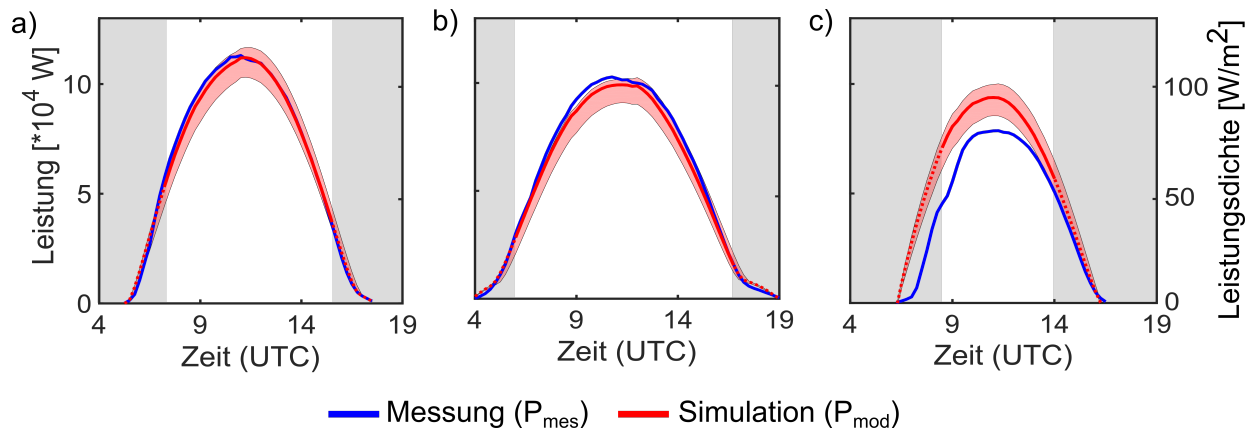 a)
b)
c)
Leistung [*10⁴ W]
10
5
0
4 9 14 19
Zeit (UTC)
4 9 14 19
Zeit (UTC)
4 9 14 19
Zeit (UTC)
100
50
0
Leistungsdichte [W/m²]
Messung (Pmes)
Simulation (Pmod)